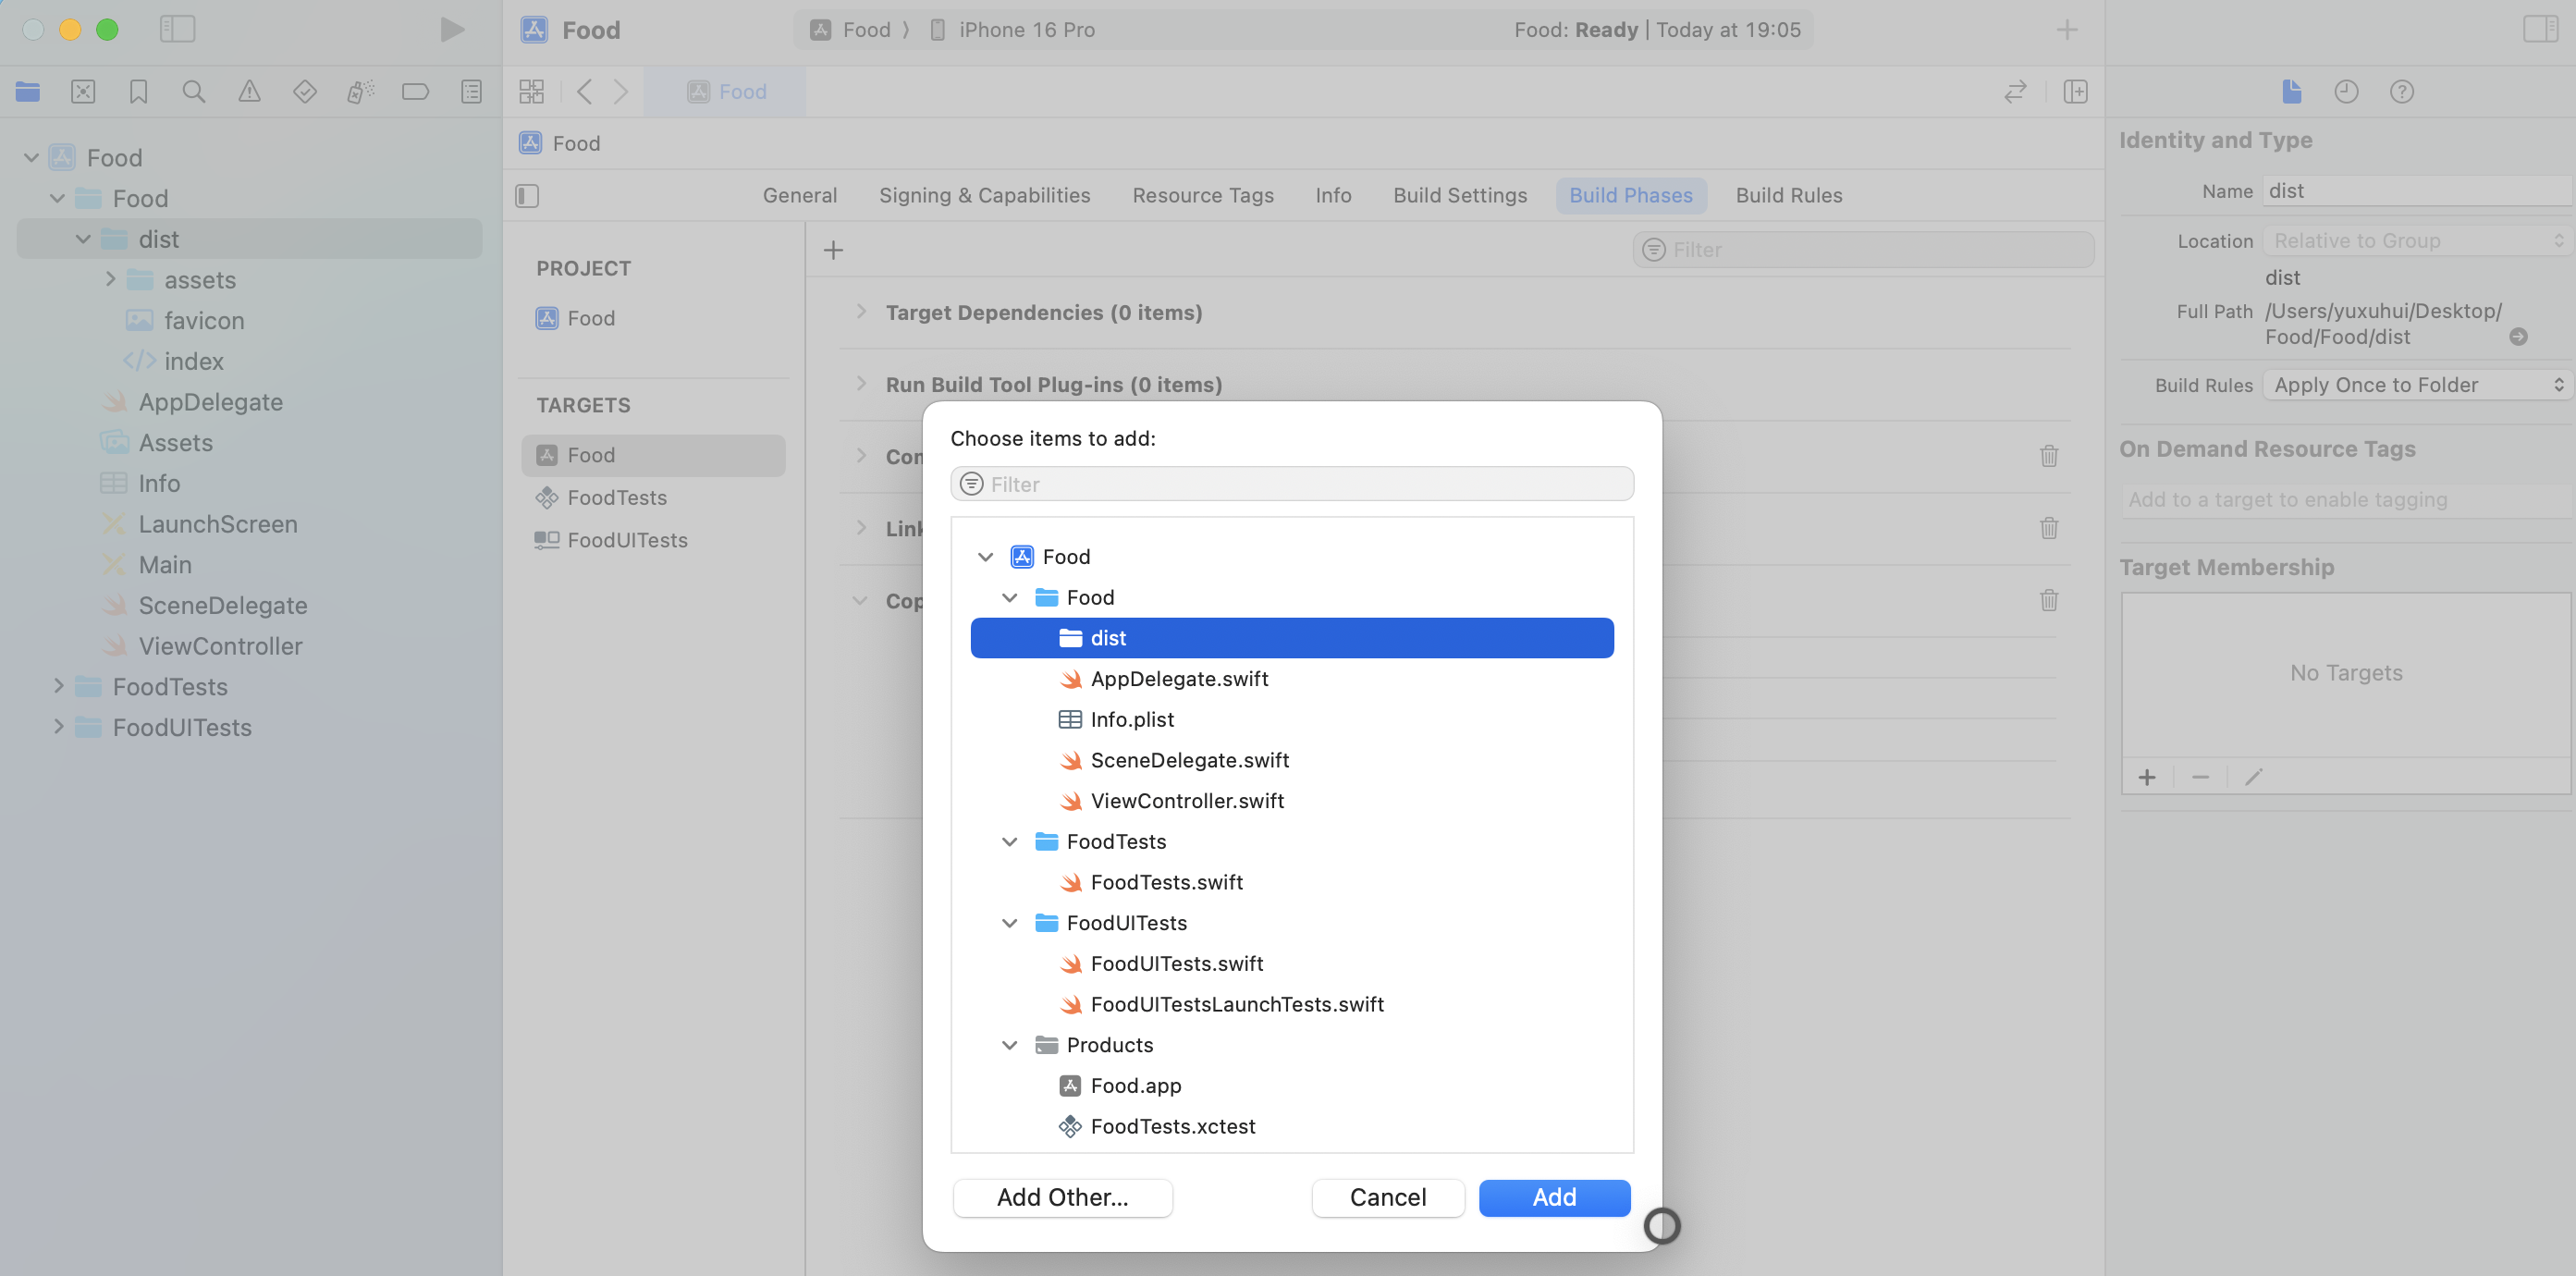 Food
Food
iPhone 16 Pro
Food: Ready | Today at 19:05
Food
Food
General
Signing & Capabilities
Resource Tags
Info
Build Settings
Build Phases
Build Rules
Food
Food
dist
assets
favicon
index
AppDelegate
Assets
Info
LaunchScreen
Main
SceneDelegate
ViewController
FoodTests
FoodUITests
PROJECT
Food
TARGETS
Food
FoodTests
FoodUITests
Filter
Target Dependencies (0 items)
Run Build Tool Plug-ins (0 items)
Com
Link
Cop
Choose items to add:
Filter
Food
Food
dist
AppDelegate.swift
Info.plist
SceneDelegate.swift
ViewController.swift
FoodTests
FoodTests.swift
FoodUITests
FoodUITests.swift
FoodUITestsLaunchTests.swift
Products
Food.app
FoodTests.xctest
Add Other...
Cancel
Add
Identity and Type
Name dist
Location Relative to Group
dist
Full Path /Users/yuxuhui/Desktop/
Food/Food/dist
Build Rules Apply Once to Folder
On Demand Resource Tags
Add to a target to enable tagging
Target Membership
No Targets